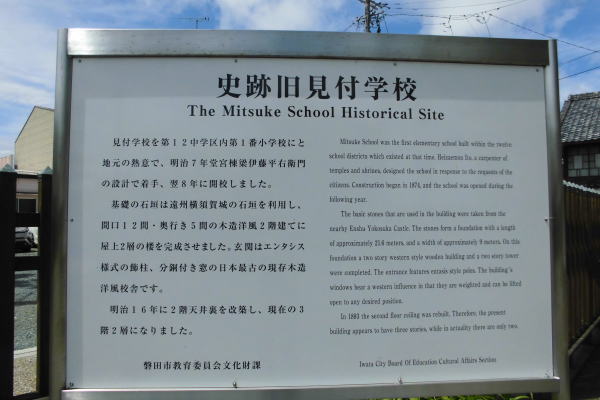 史跡旧見付学校
The Mitsuke School Historical Site
見付学校を第12中学区内第1番小学校にと
地元の熱意で、明治7年堂宮棟梁伊藤平右衛門
の設計で着手、翌8年に開校しました。
基礎の石垣は遠州横須賀城の石垣を利用し、
間口12間・奥行き5間の木造洋風2階建てに
屋上2層の楼を完成させました。玄関はエンタシス
様式の飾柱、分銅付き窓の日本最古の現存木造
洋風校舎です。
明治16年に2階天井裏を改築し、現在の3
階2層になりました。
磐田市教育委員会文化財課
Mitsuke School was the first elementary school built within the twelve
school districts which existed at that time. Heizaemon Ito, a carpenter of
temples and shrines, designed the school in response to the requests of the
citizens. Construction began in 1874, and the school was opened during the
following year.
The basic stones that are used in the building were taken from the
nearby Enshu Yokosuka Castle. The stones form a foundation with a length
of approximately 21.6 meters, and a width of approximately 9 meters. On this
foundation a two story western style wooden building and a two story tower
were completed. The entrance features entasis style poles. The building's
windows bear a western influence in that they are weighted and can be lifted
open to any desired position.
In 1883 the second floor ceiling was rebuilt. Therefore, the present
building appears to have three stories, while in actuality there are only two.
Iwata City Board Of Education Cultural Affairs Section